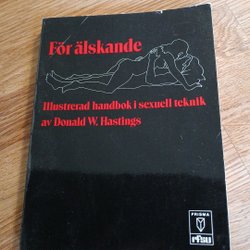 För älskande
Illustrerad handbok i sexuell teknik
av Donald W. Hastings
PRISMA
rfsu